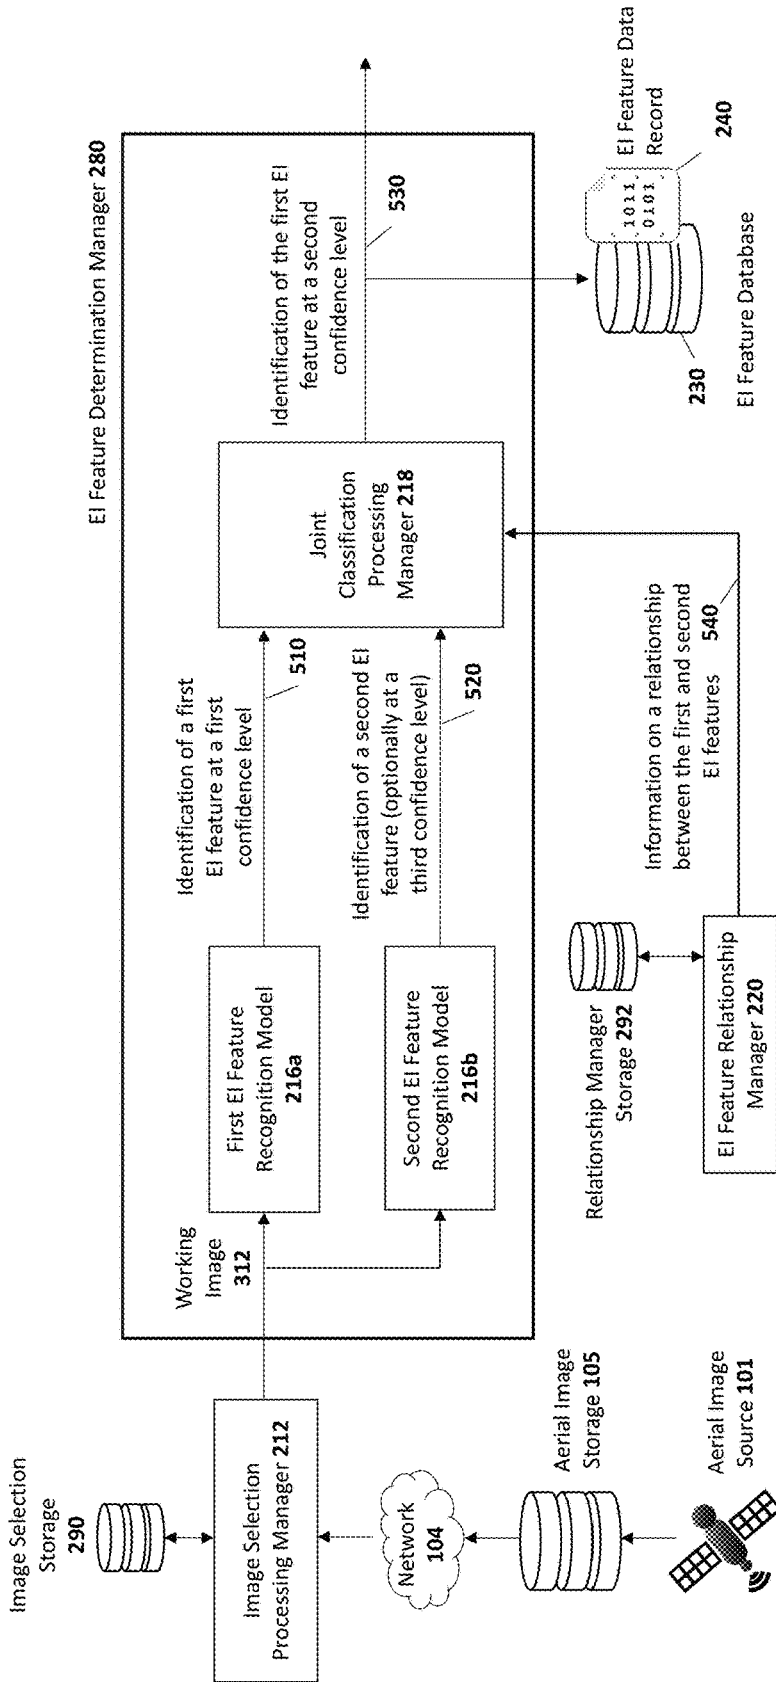 EI Feature Determination Manager 280
Image Selection
Storage
290
Image Selection
Processing Manager 212
Network
104
Aerial Image
Storage 105
Aerial Image
Source 101
Working
Image
312
First EI Feature
Recognition Model
216a
Second EI Feature
Recognition Model
216b
Identification of a first
EI feature at a first
confidence level
510
Identification of a second EI
feature (optionally at a
third confidence level)
520
Joint
Classification
Processing
Manager 218
Identification of the first EI
feature at a second
confidence level
530
Relationship Manager
Storage 292
EI Feature Relationship
Manager 220
Information on a relationship
between the first and second
EI features 540
EI Feature Data
Record
240
1011
0101
230
EI Feature Database